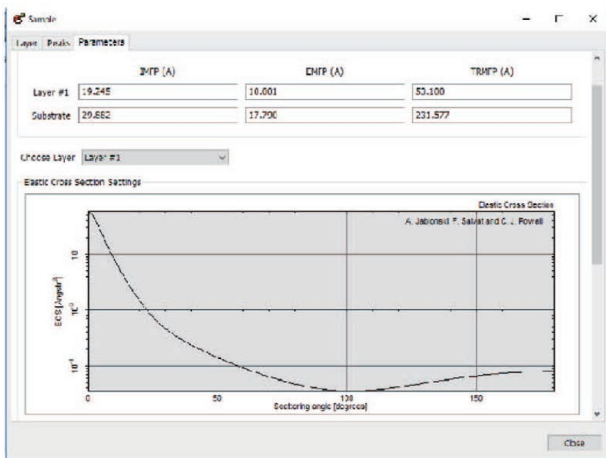 Sample
Layer Peaks Parameters
IMFP (A) EMFP (A) TRMFP (A)
Layer #1 19.245 10.001 53.100
Substrate 29.882 17.790 231.577
Choose Layer Layer #1
Elastic Cross Section Settings
Elastic Cross Section
A. Jablonski, F. Salvat and C. J. Powell
10
10⁻¹
0 50 100 150
Scattering angle [degrees]
Close